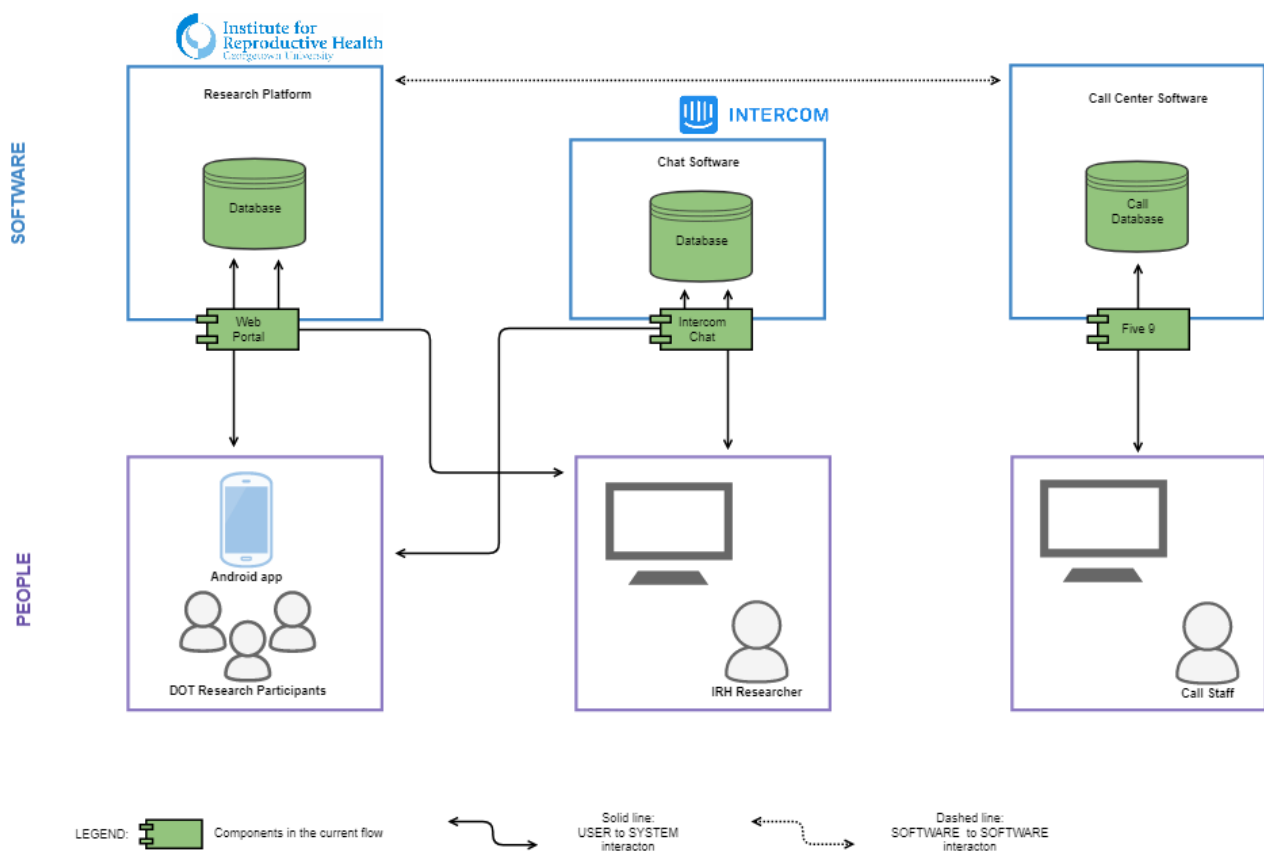 Institute for
Reproductive Health
Georgetown University
Research Platform
Call Center Software
INTERCOM
Chat Software
SOFTWARE
Database
Database
Call
Database
Web
Portal
Intercom
Chat
Five 9
PEOPLE
Android app
DOT Research Participants
IRH Researcher
Call Staff
LEGEND:
Components in the current flow
Solid line:
USER to SYSTEM
interacton
Dashed line:
SOFTWARE to SOFTWARE
interacton